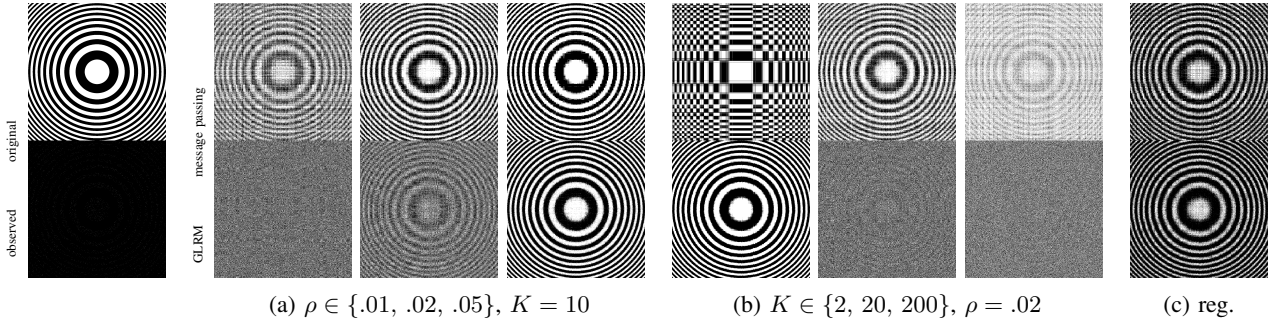 original
observed
message passing
GLRM
(a) ρ ∈ {.01, .02, .05}, K = 10
(b) K ∈ {2, 20, 200}, ρ = .02
(c) reg.